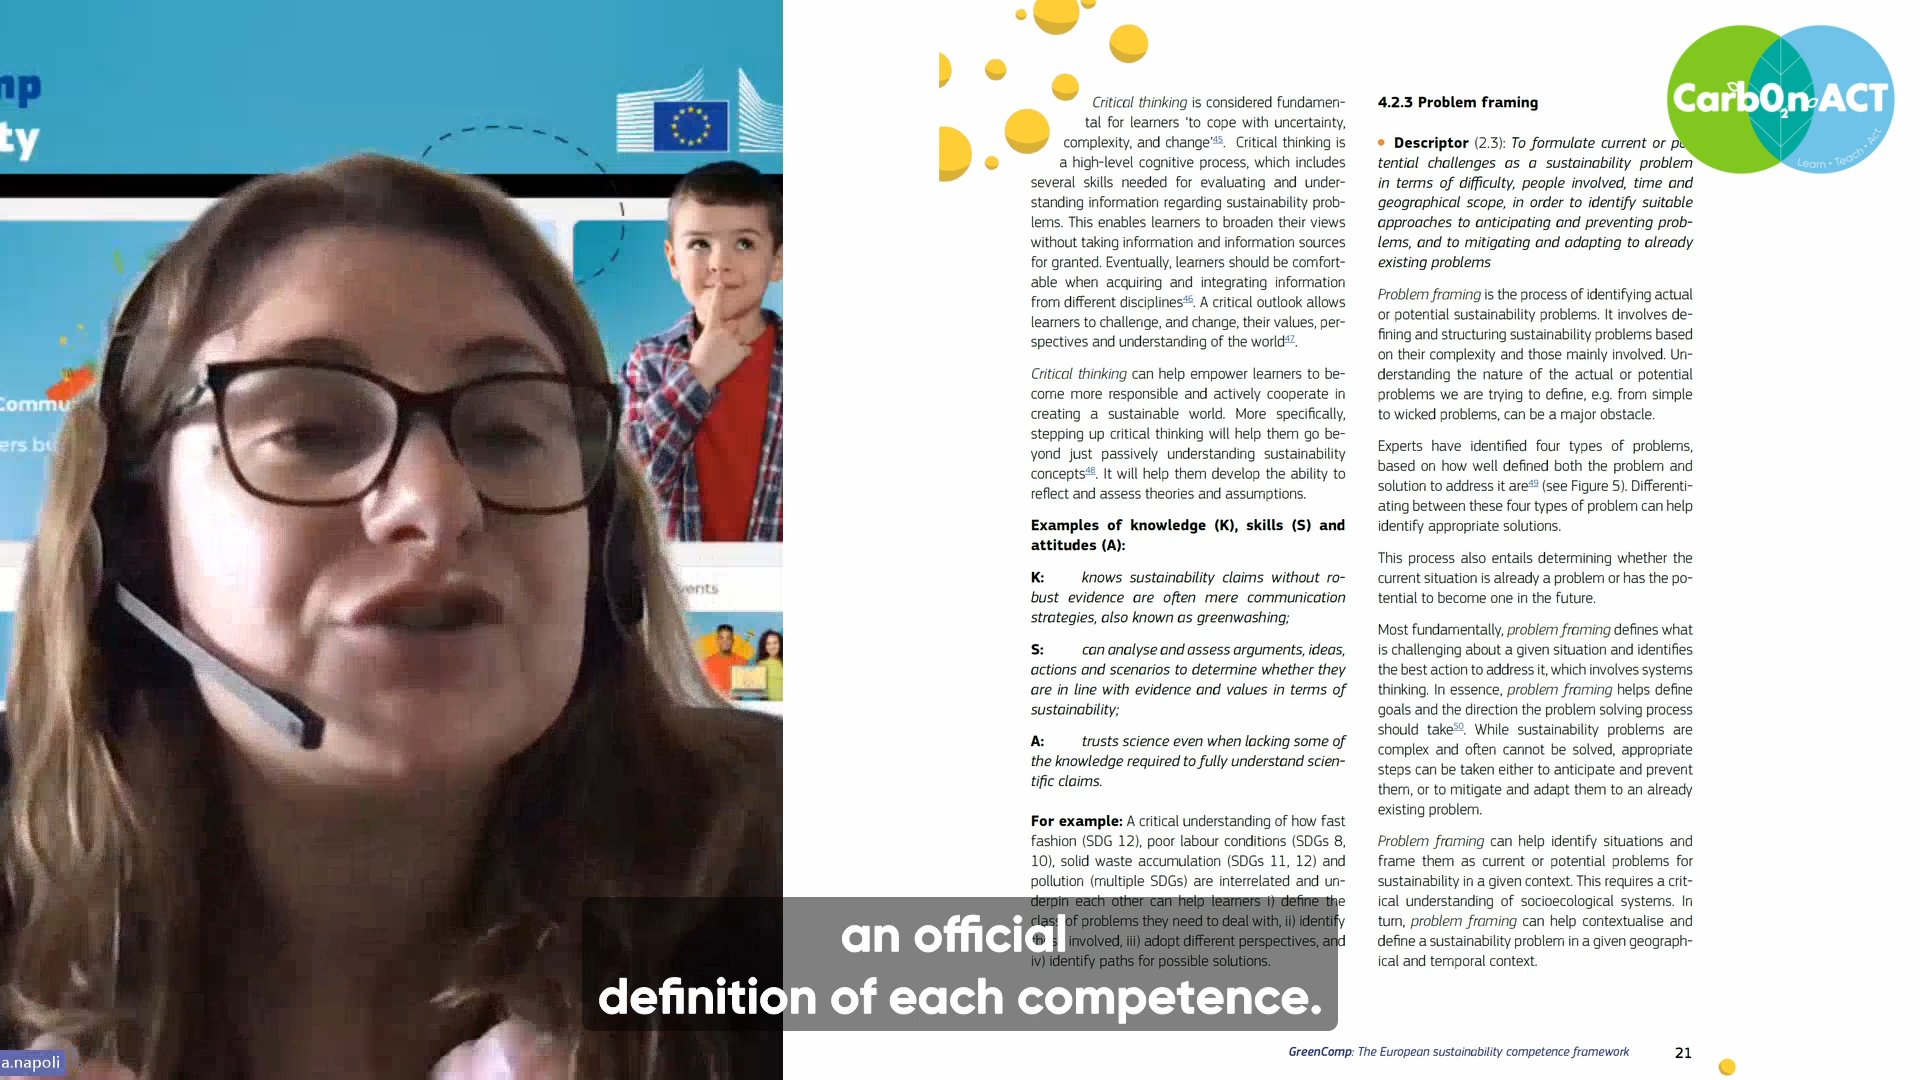 mp
ty
Commu
ers bu
vents
a.napoli
Critical thinking is considered fundamen-
tal for learners ‘to cope with uncertainty,
complexity, and change’45. Critical thinking is
a high-level cognitive process, which includes
several skills needed for evaluating and under-
standing information regarding sustainability prob-
lems. This enables learners to broaden their views
without taking information and information sources
for granted. Eventually, learners should be comfort-
able when acquiring and integrating information
from different disciplines46. A critical outlook allows
learners to challenge, and change, their values, per-
spectives and understanding of the world47.
Critical thinking can help empower learners to be-
come more responsible and actively cooperate in
creating a sustainable world. More specifically,
stepping up critical thinking will help them go be-
yond just passively understanding sustainability
concepts48. It will help them develop the ability to
reflect and assess theories and assumptions.
Examples of knowledge (K), skills (S) and
attitudes (A):
K: knows sustainability claims without ro-
bust evidence are often mere communication
strategies, also known as greenwashing;
S: can analyse and assess arguments, ideas,
actions and scenarios to determine whether they
are in line with evidence and values in terms of
sustainability;
A: trusts science even when lacking some of
the knowledge required to fully understand scien-
tific claims.
For example: A critical understanding of how fast
fashion (SDG 12), poor labour conditions (SDGs 8,
10), solid waste accumulation (SDGs 11, 12) and
pollution (multiple SDGs) are interrelated and un-
derpin each other can help learners i) define the
class of problems they need to deal with, ii) identify
involved, iii) adopt different perspectives, and
iv) identify paths for possible solutions.
4.2.3 Problem framing
• Descriptor (2.3): To formulate current or po
tential challenges as a sustainability problem
in terms of difficulty, people involved, time and
geographical scope, in order to identify suitable
approaches to anticipating and preventing prob-
lems, and to mitigating and adapting to already
existing problems
Problem framing is the process of identifying actual
or potential sustainability problems. It involves de-
fining and structuring sustainability problems based
on their complexity and those mainly involved. Un-
derstanding the nature of the actual or potential
problems we are trying to define, e.g. from simple
to wicked problems, can be a major obstacle.
Experts have identified four types of problems,
based on how well defined both the problem and
solution to address it are49 (see Figure 5). Differenti-
ating between these four types of problem can help
identify appropriate solutions.
This process also entails determining whether the
current situation is already a problem or has the po-
tential to become one in the future.
Most fundamentally, problem framing defines what
is challenging about a given situation and identifies
the best action to address it, which involves systems
thinking. In essence, problem framing helps define
goals and the direction the problem solving process
should take50. While sustainability problems are
complex and often cannot be solved, appropriate
steps can be taken either to anticipate and prevent
them, or to mitigate and adapt them to an already
existing problem.
Problem framing can help identify situations and
frame them as current or potential problems for
sustainability in a given context. This requires a crit-
ical understanding of socioecological systems. In
turn, problem framing can help contextualise and
define a sustainability problem in a given geograph-
ical and temporal context.
GreenComp: The European sustainability competence framework 21
Carb0n2 ACT
Learn • Teach • Act
an official
definition of each competence.